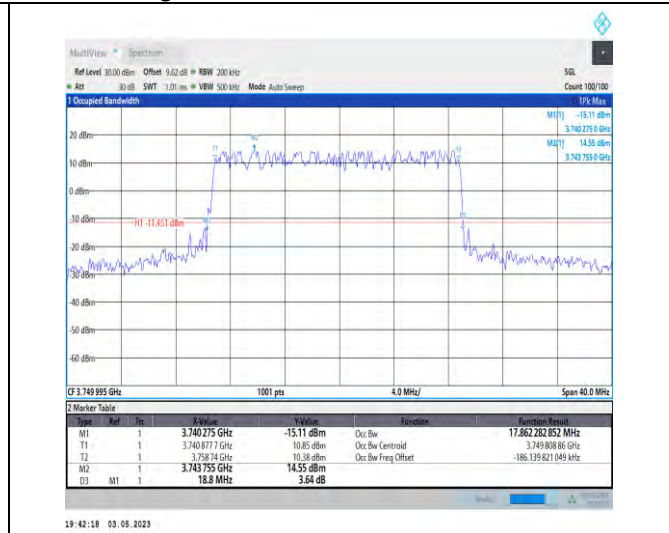 MultiView Spectrum
Ref Level 30.00 dBm Offset 9.62 dB RBW 200 kHz SGL
Att 30 dB SWT 1.01 ms VBW 500 kHz Mode Auto Sweep Count 100/100
1 Occupied Bandwidth 1Pk Max
M1[1] -15.11 dBm
3.740 275 0 GHz
M2[1] 14.55 dBm
3.743 755 0 GHz
20 dBm
10 dBm
0 dBm
-10 dBm
H1 -11.451 dBm
-20 dBm
-30 dBm
-40 dBm
-50 dBm
-60 dBm
CF 3.749 995 GHz 1001 pts 4.0 MHz/ Span 40.0 MHz
2 Marker Table
Type Ref Trc X-Value Y-Value Function Function Result
M1 1 3.740 275 GHz -15.11 dBm Occ Bw 17.862 282 852 MHz
T1 1 3.740 877 7 GHz 10.85 dBm Occ Bw Centroid 3.749 808 86 GHz
T2 1 3.758 74 GHz 10.38 dBm Occ Bw Freq Offset -186.139 821 049 kHz
M2 1 3.743 755 GHz 14.55 dBm
D3 M1 1 18.8 MHz 3.64 dB
19:42:18 03.05.2023